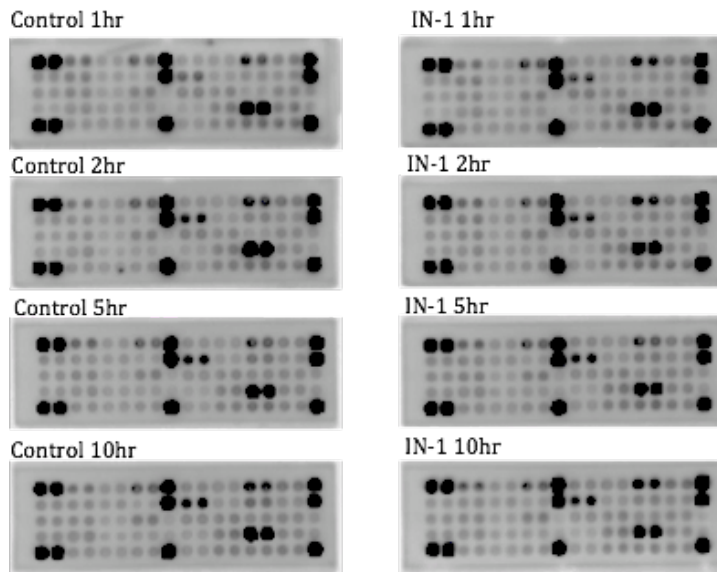 Control 1hr
IN-1 1hr
Control 2hr
IN-1 2hr
Control 5hr
IN-1 5hr
Control 10hr
IN-1 10hr